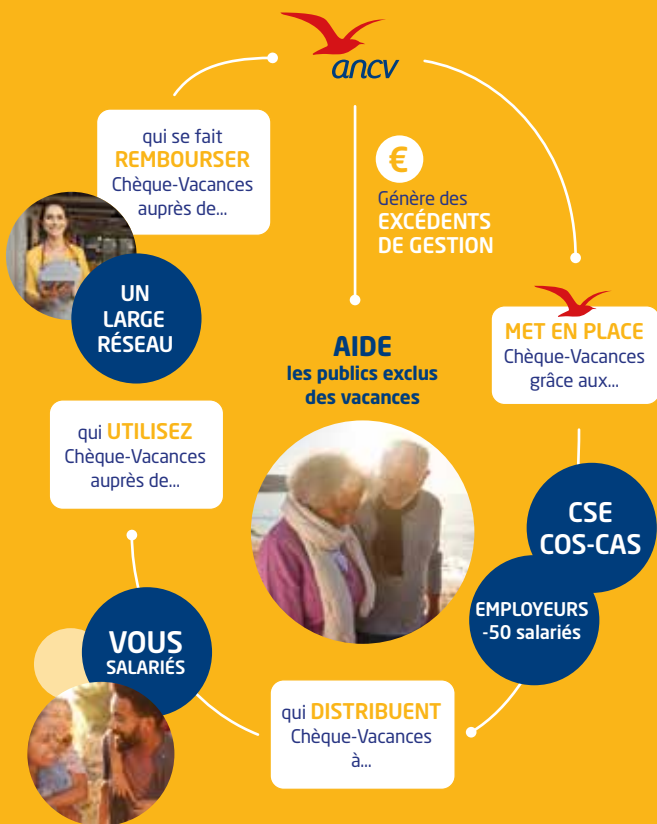 ancv
€
Génère des
EXCÉDENTS
DE GESTION
AIDE
les publics exclus
des vacances
MET EN PLACE
Chèque-Vacances
grâce aux...
CSE
COS-CAS
EMPLOYEURS
-50 salariés
qui DISTRIBUENT
Chèque-Vacances
à...
VOUS
SALARIÉS
qui UTILISEZ
Chèque-Vacances
auprès de...
UN
LARGE
RÉSEAU
qui se fait
REMBOURSER
Chèque-Vacances
auprès de...